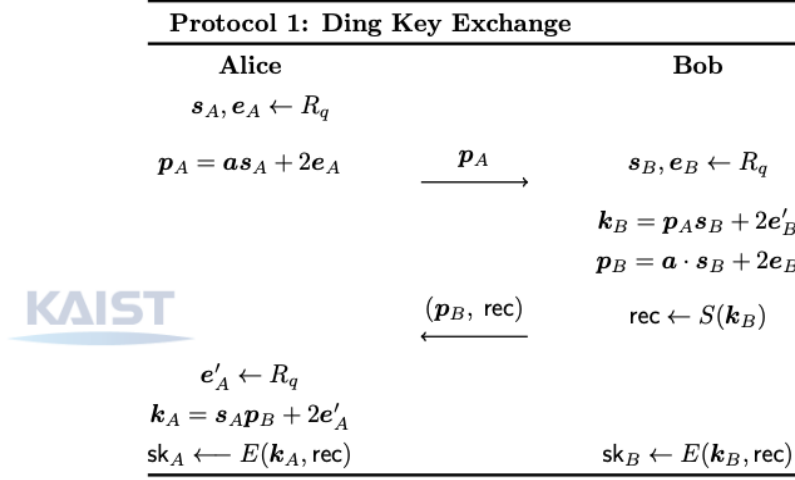 Protocol 1: Ding Key Exchange
Alice Bob
s_A, e_A ← R_q
p_A = as_A + 2e_A p_A s_B, e_B ← R_q
k_B = p_A s_B + 2e'_B
p_B = a · s_B + 2e_B
KAIST (p_B, rec) rec ← S(k_B)
e'_A ← R_q
k_A = s_A p_B + 2e'_A
sk_A ⟵ E(k_A, rec) sk_B ← E(k_B, rec)